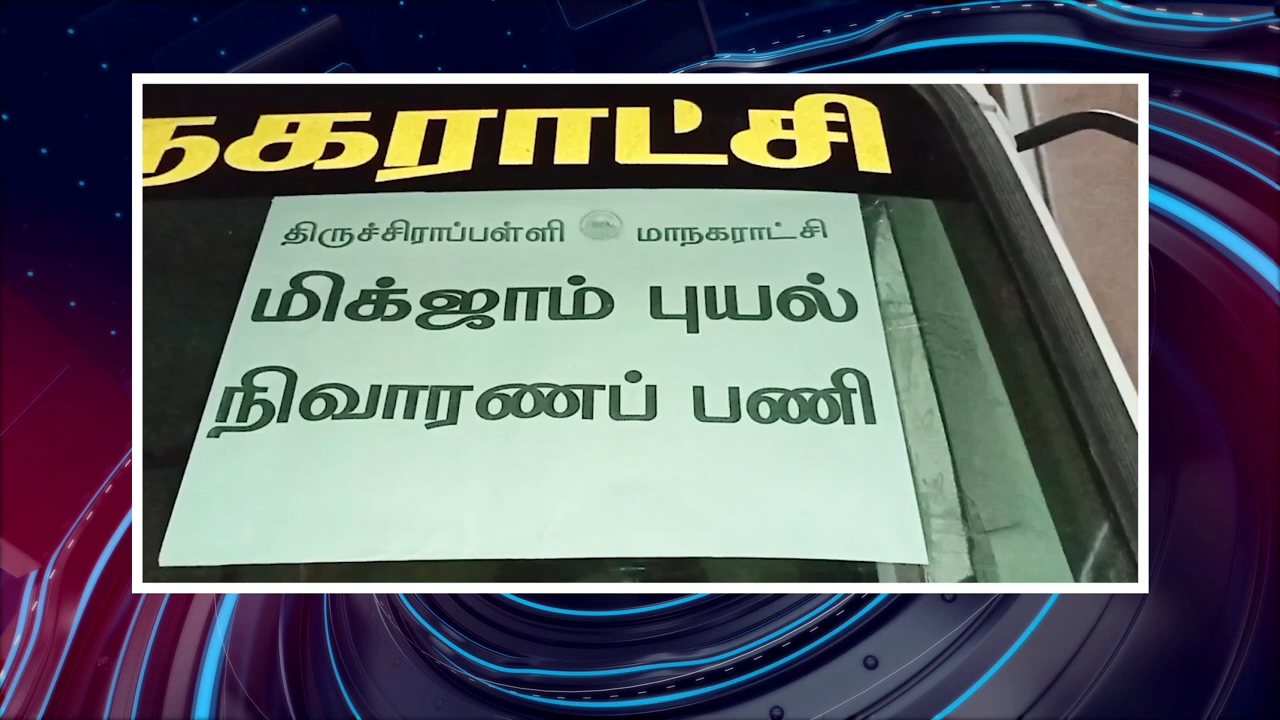 நகராட்சி
திருச்சிராப்பள்ளி மாநகராட்சி
மிக்ஜாம் புயல்
நிவாரணப் பணி